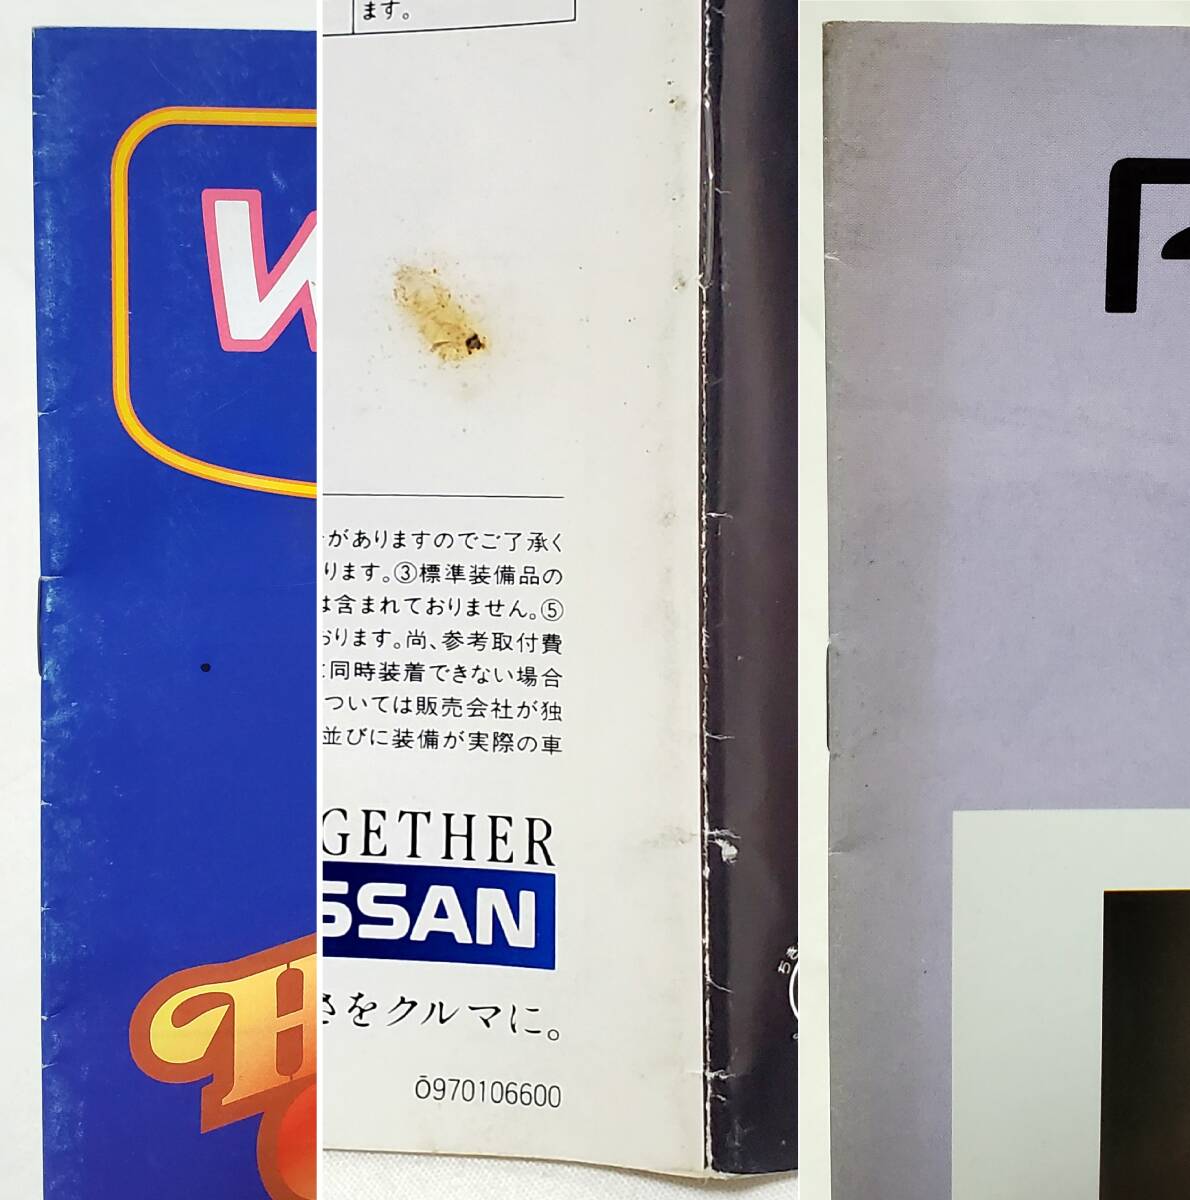 W
H
ます。
がありますのでご了承く
ります。③標準装備品の
は含まれておりません。⑤
おります。尚、参考取付費
同時装着できない場合
ついては販売会社が独
並びに装備が実際の車
GETHER
SSAN
さをクルマに。
Ō970106600